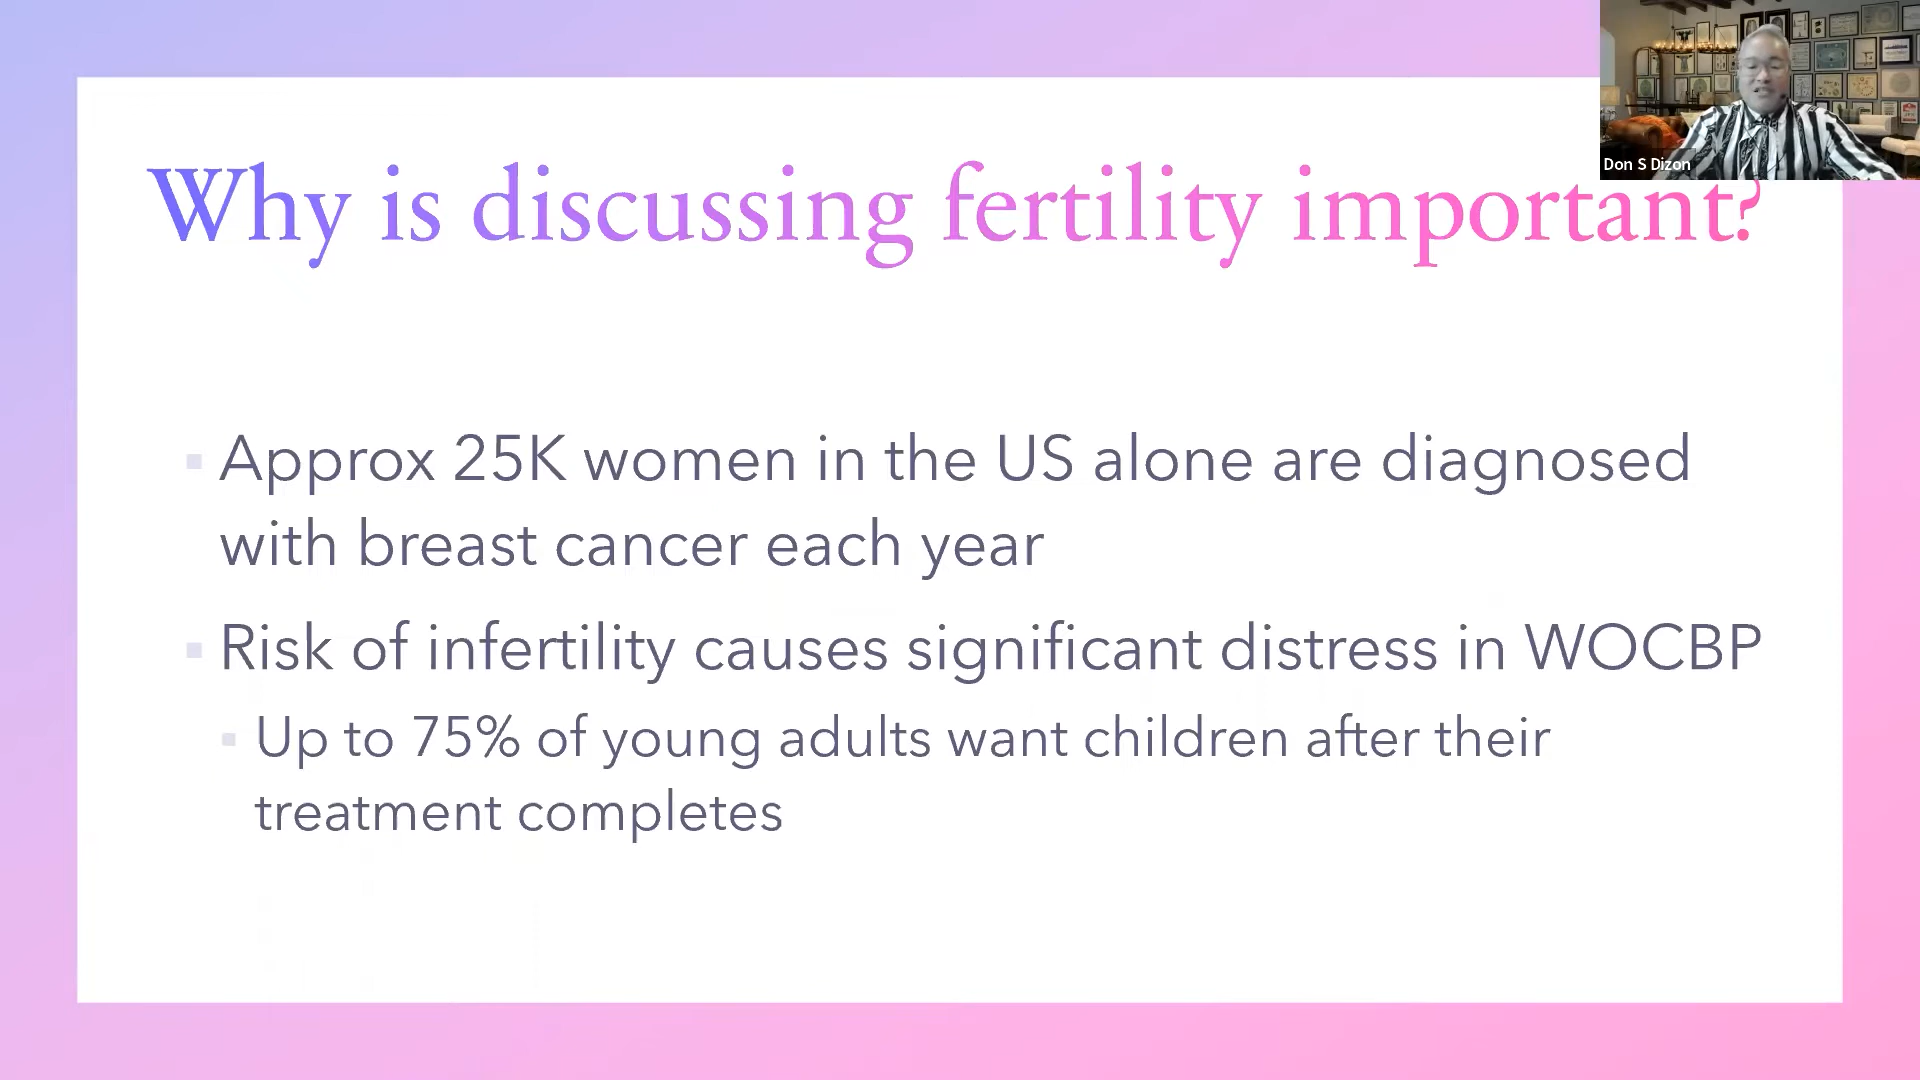 Don S Dizon
Why is discussing fertility important?
Approx 25K women in the US alone are diagnosed
with breast cancer each year
Risk of infertility causes significant distress in WOCBP
Up to 75% of young adults want children after their
treatment completes